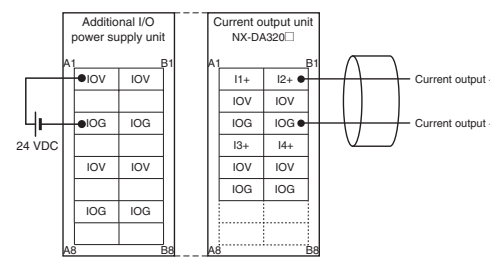 Additional I/O
power supply unit
Current output unit
NX-DA320□
A1 B1 A1 B1
IOV IOV I1+ I2+ Current output
IOV IOV
IOG IOG IOG IOG Current output
24 VDC
I3+ I4+
IOV IOV IOV IOV
IOG IOG
IOG IOG
A8 B8 A8 B8